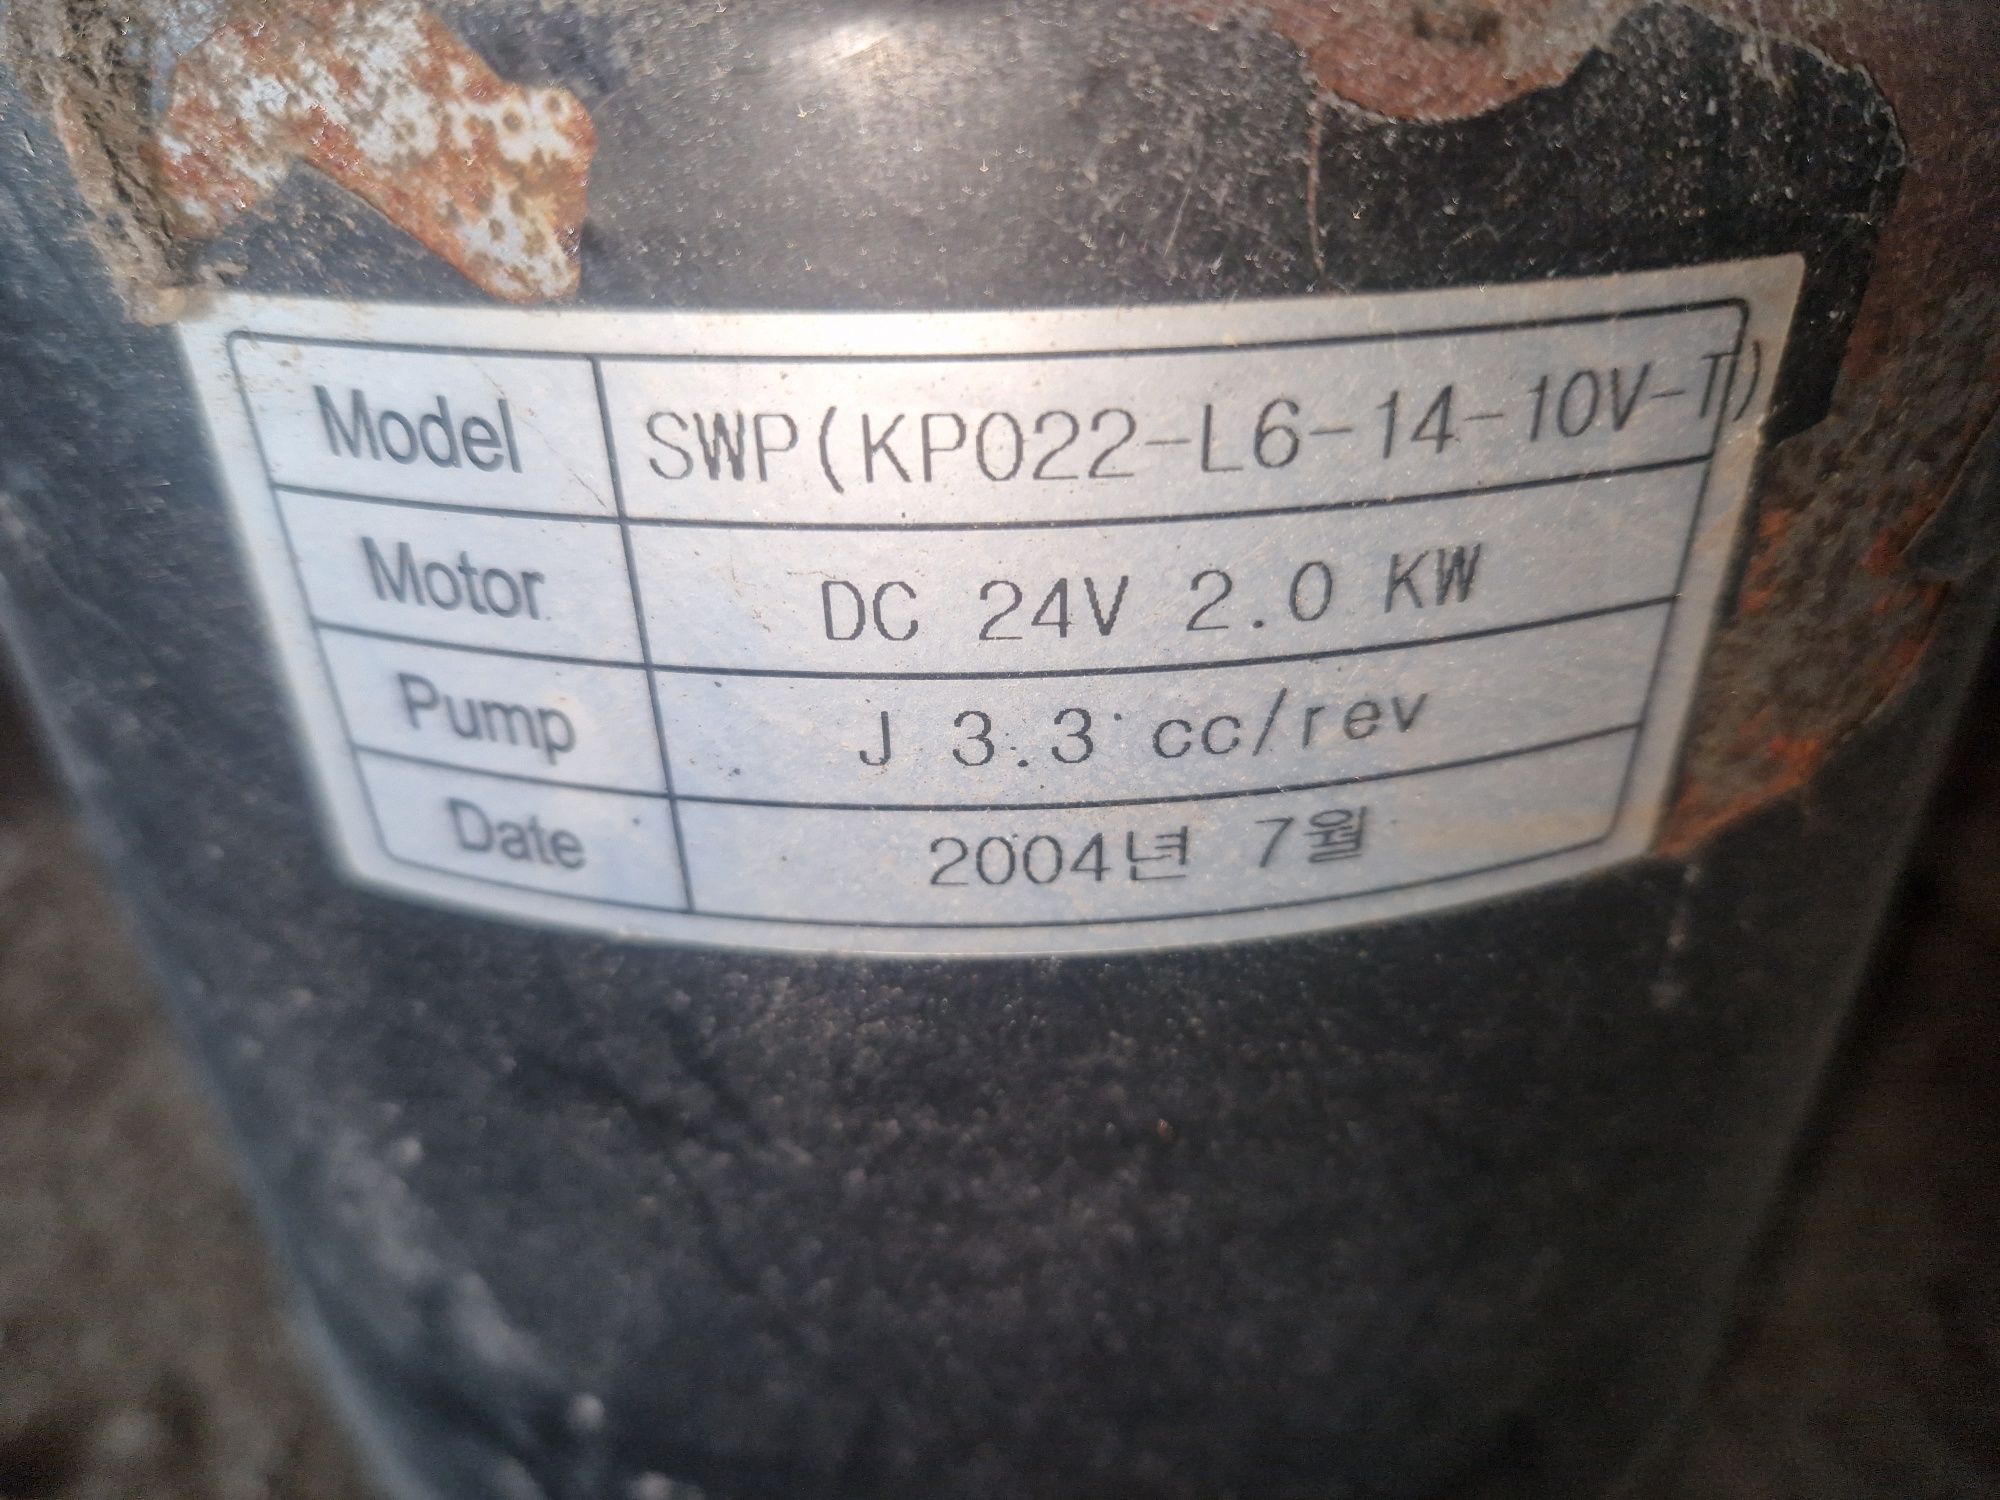 Model SWP(KP022-L6-14-10V-T)
Motor DC 24V 2.0 KW
Pump J 3.3 cc/rev
Date 2004년 7월